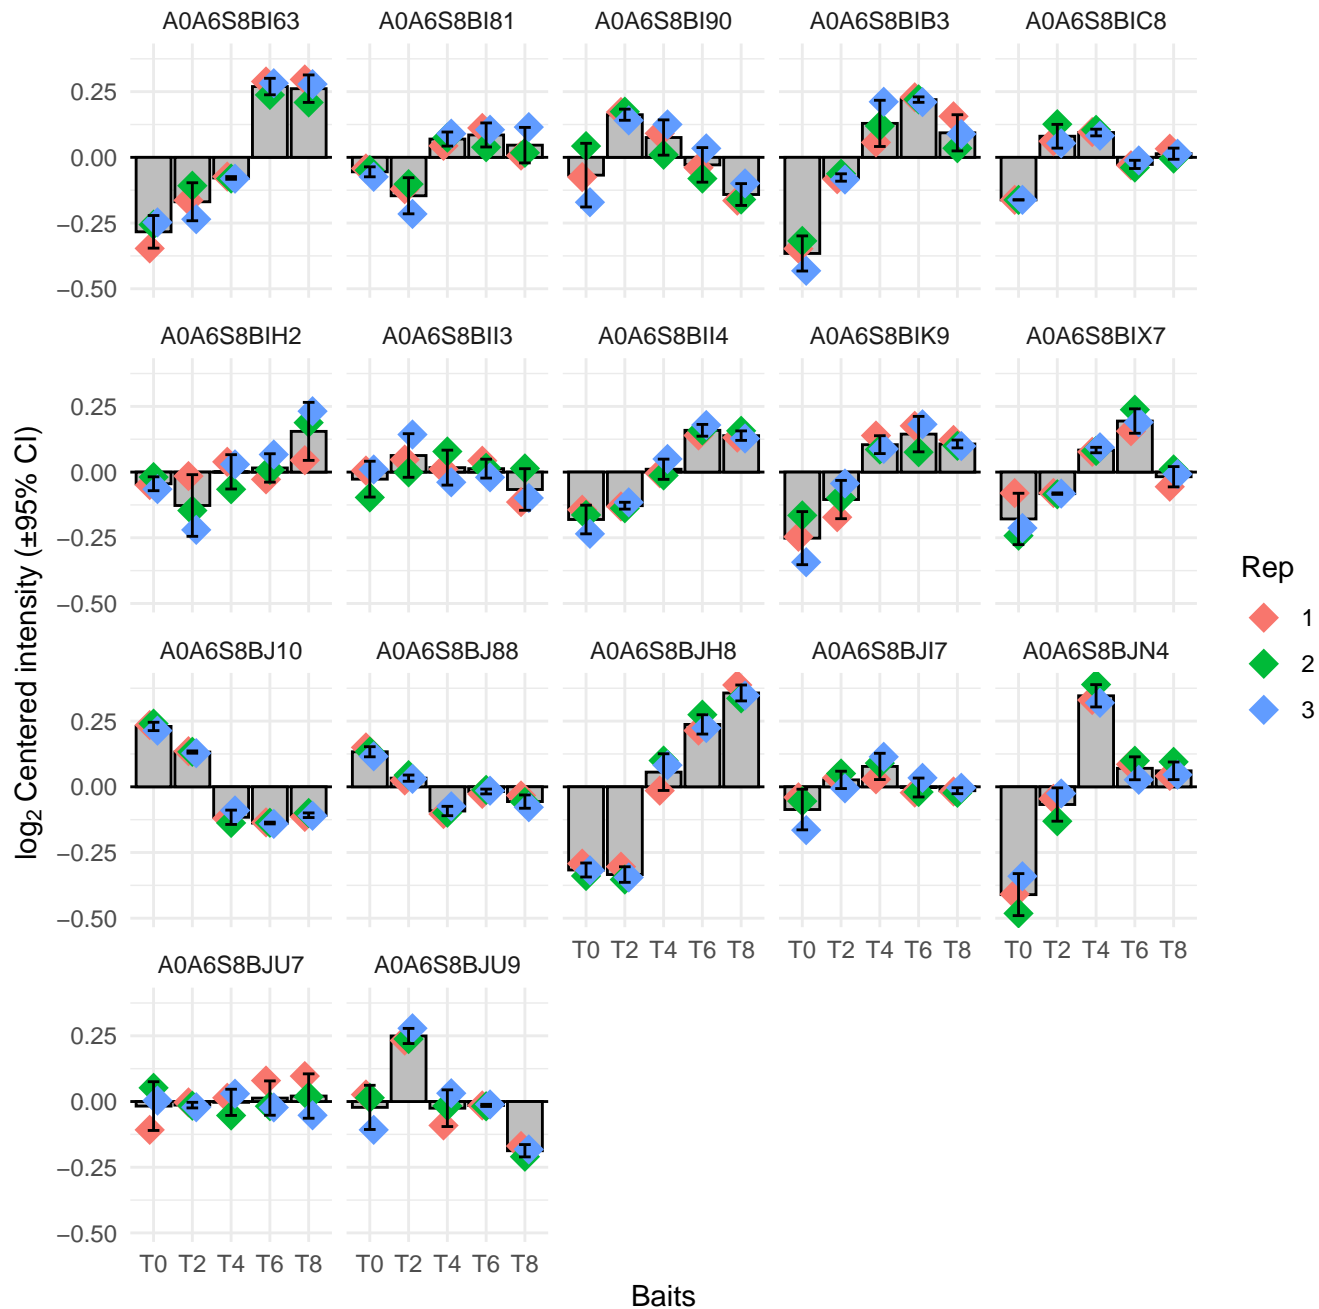 A0A6S8BI63 A0A6S8BI81 A0A6S8BI90 A0A6S8BIB3 A0A6S8BIC8
0.25
0.00
−0.25
−0.50
A0A6S8BIH2 A0A6S8BII3 A0A6S8BII4 A0A6S8BIK9 A0A6S8BIX7
0.25
0.00
−0.25
−0.50
A0A6S8BJ10 A0A6S8BJ88 A0A6S8BJH8 A0A6S8BJI7 A0A6S8BJN4
0.25
0.00
−0.25
−0.50
T0 T2 T4 T6 T8 T0 T2 T4 T6 T8 T0 T2 T4 T6 T8
A0A6S8BJU7 A0A6S8BJU9
0.25
0.00
−0.25
−0.50
T0 T2 T4 T6 T8 T0 T2 T4 T6 T8
Baits
log₂ Centered intensity (±95% CI)
Rep
1
2
3